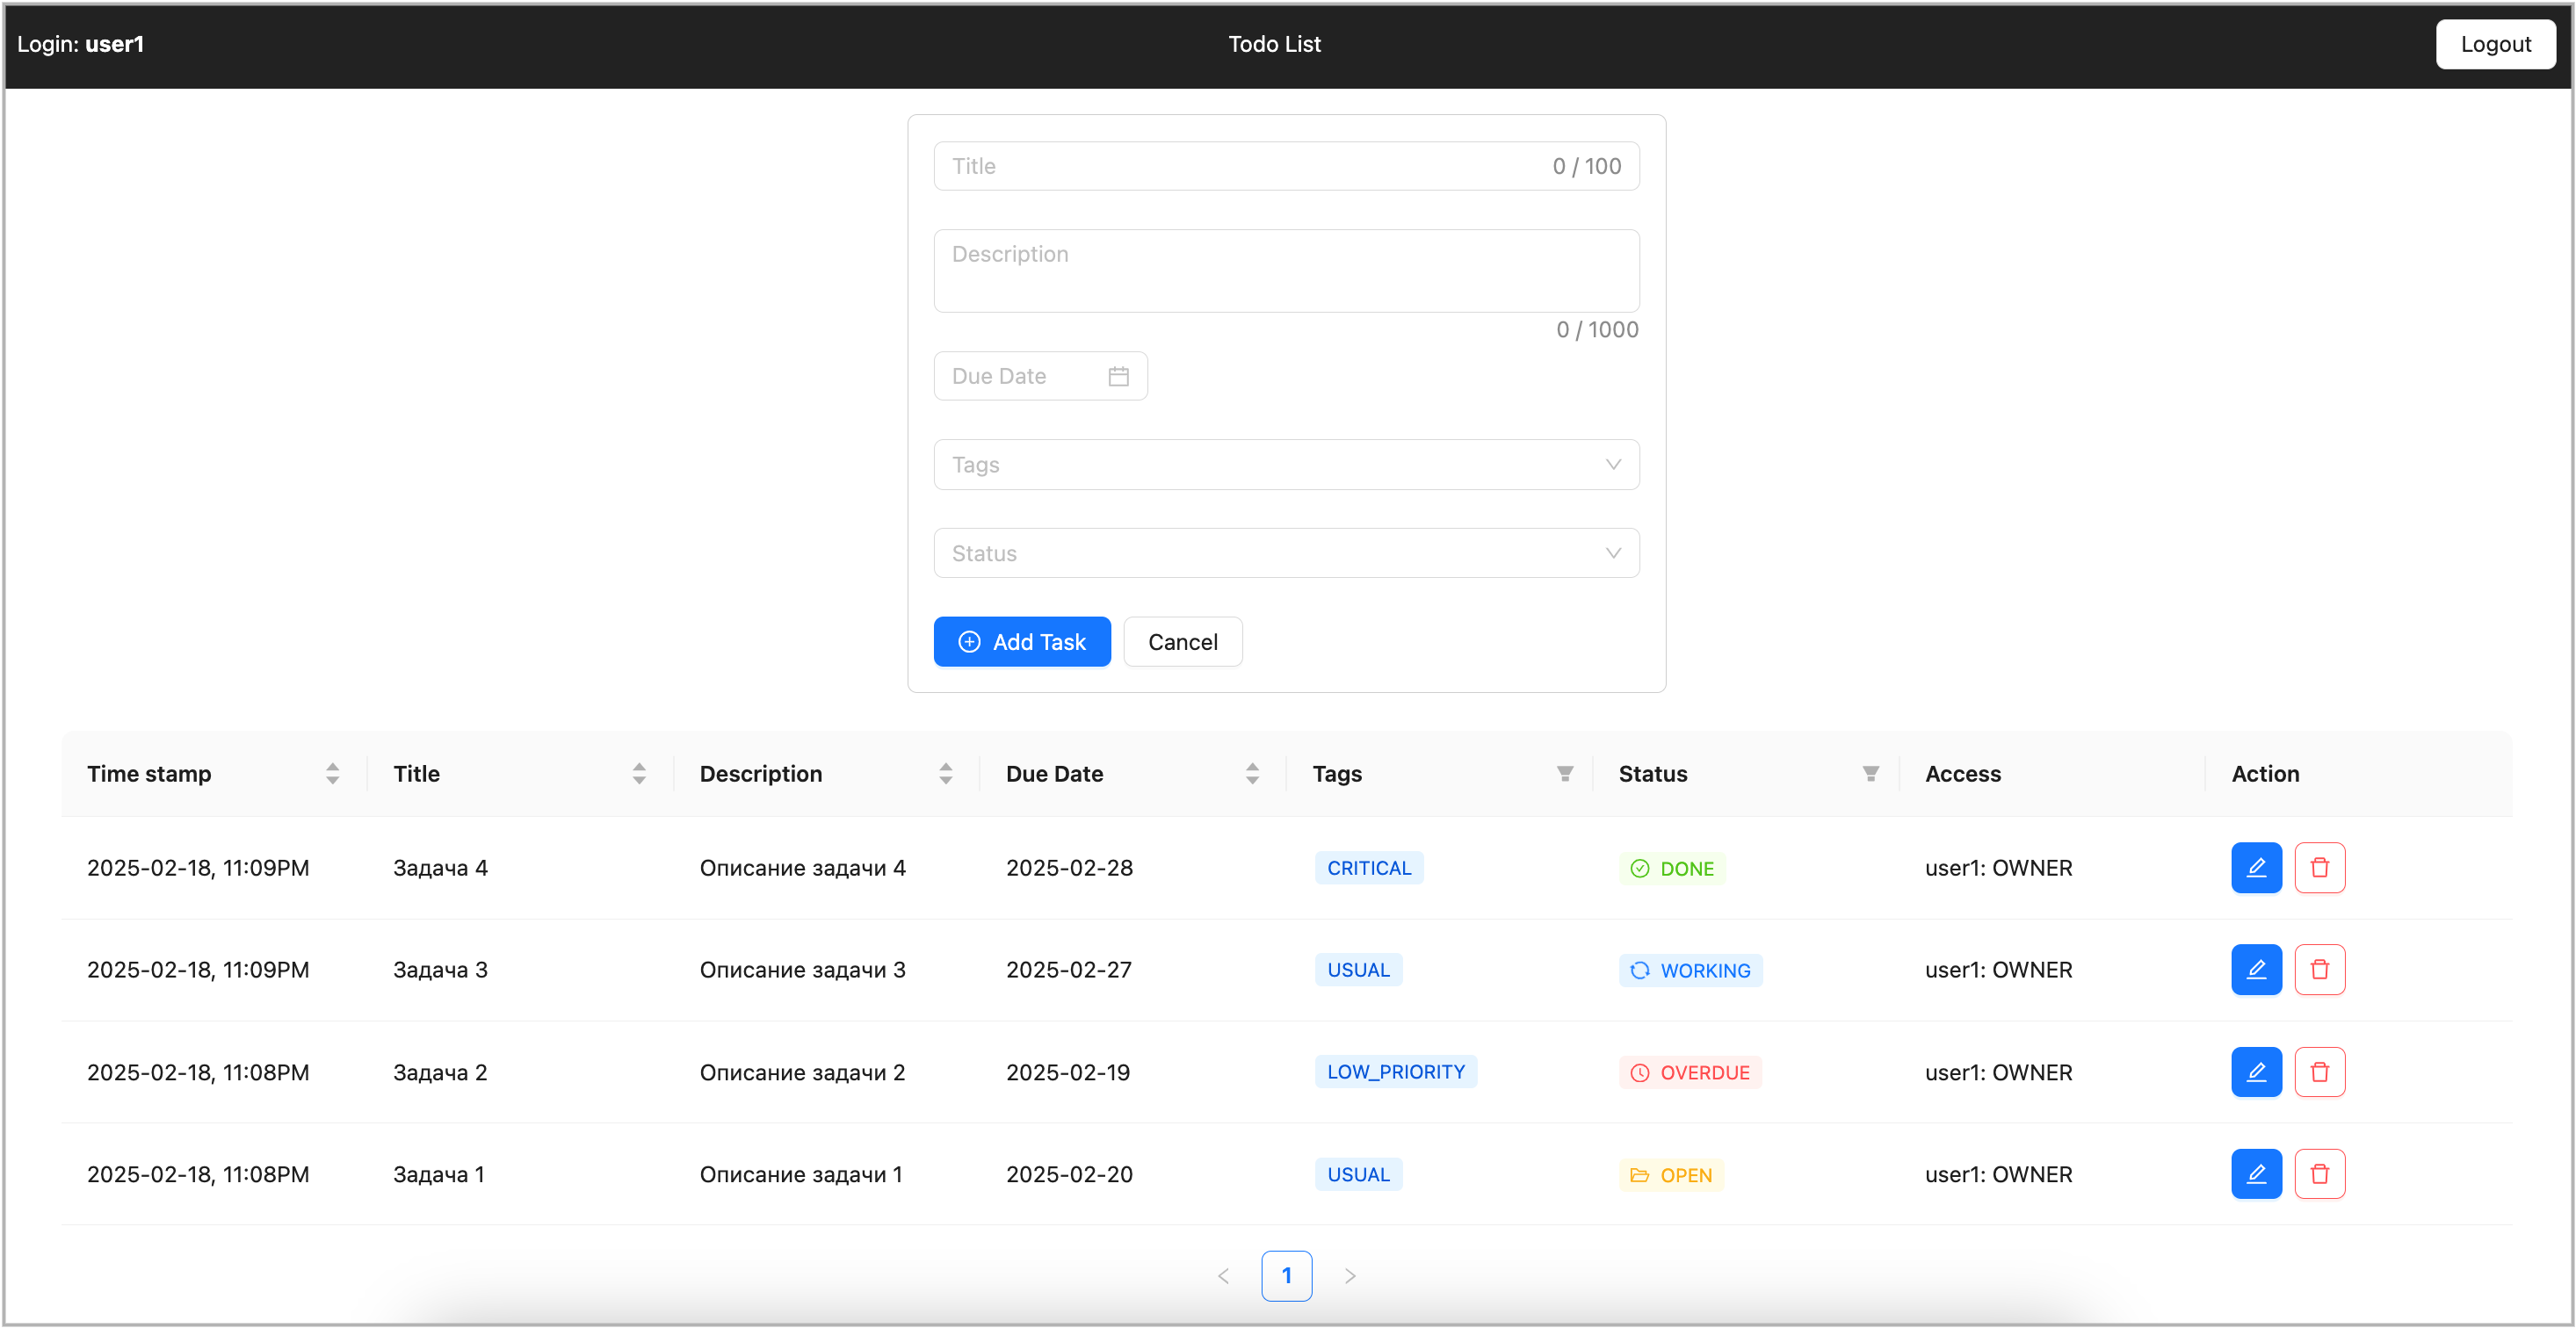 Login: user1 Todo List Logout
Title 0 / 100
Description
0 / 1000
Due Date
Tags
Status
Add Task Cancel
Time stamp Title Description Due Date Tags Status Access Action
2025-02-18, 11:09PM Задача 4 Описание задачи 4 2025-02-28 CRITICAL DONE user1: OWNER
2025-02-18, 11:09PM Задача 3 Описание задачи 3 2025-02-27 USUAL WORKING user1: OWNER
2025-02-18, 11:08PM Задача 2 Описание задачи 2 2025-02-19 LOW_PRIORITY OVERDUE user1: OWNER
2025-02-18, 11:08PM Задача 1 Описание задачи 1 2025-02-20 USUAL OPEN user1: OWNER
1